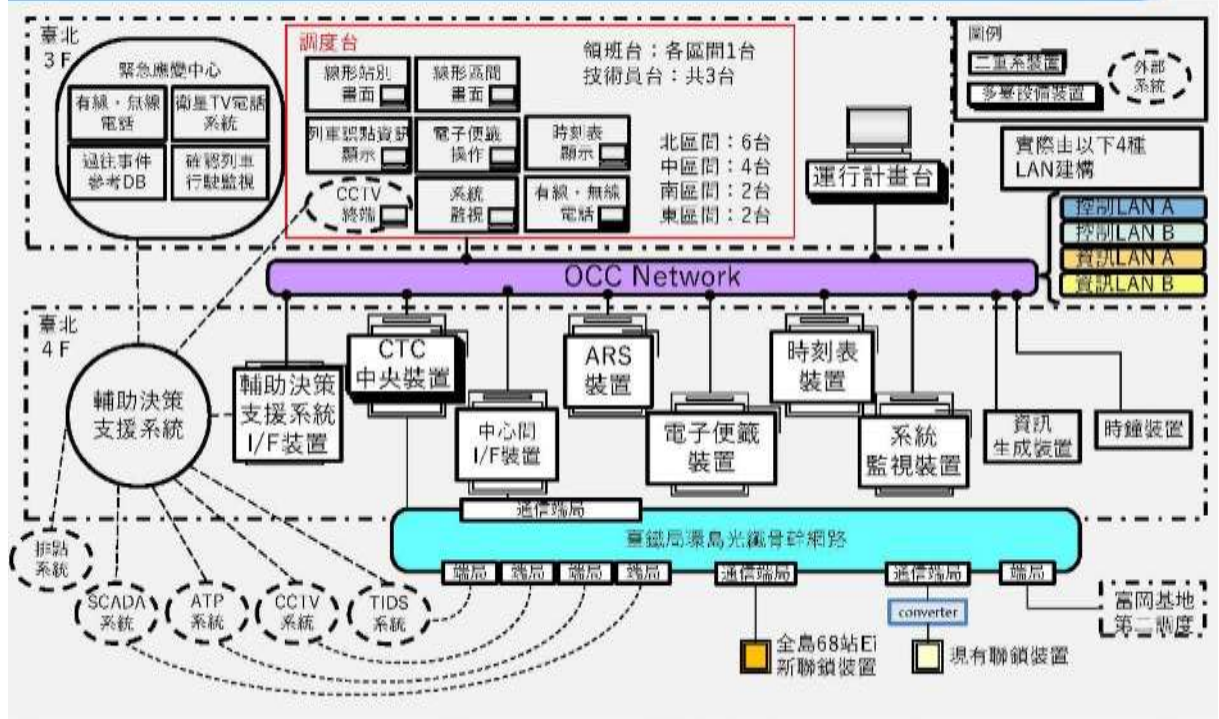 臺北
3F
緊急應變中心
有線・無線
電話
衛星TV電話
系統
過往事件
參考DB
確認列車
行駛監視
調度台
線形站別
畫面
線形區間
畫面
列車誤點資訊
顯示
電子便籤
操作
時刻表
顯示
CCTV
終端
系統
監視
有線・無線
電話
領班台：各區間1台
技術員台：共3台
北區間：6台
中區間：4台
南區間：2台
東區間：2台
運行計畫台
圖例
二重系裝置
多臺設備裝置
外部
系統
實際由以下4種
LAN建構
控制LAN A
控制LAN B
資訊LAN A
資訊LAN B
OCC Network
臺北
4F
輔助決策
支援系統
輔助決策
支援系統
I/F裝置
CTC
中央裝置
中心間
I/F裝置
ARS
裝置
電子便籤
裝置
時刻表
裝置
系統
監視裝置
資訊
生成裝置
時鐘裝置
通信端局
臺鐵局環島光纖骨幹網路
端局
端局
端局
端局
通信端局
通信端局
端局
排點
系統
SCADA
系統
ATP
系統
CCTV
系統
TIDS
系統
converter
全島68站Ei
新聯鎖裝置
現有聯鎖裝置
富岡基地
第二調度